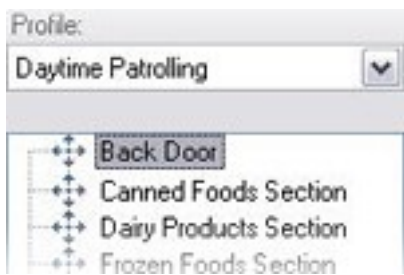 Profile:
Daytime Patrolling
Back Door
Canned Foods Section
Dairy Products Section
Frozen Foods Section